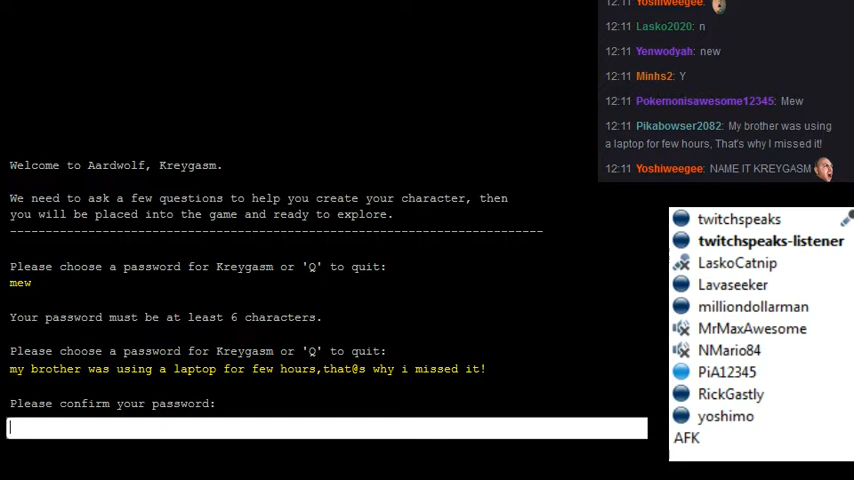 Welcome to Aardwolf, Kreygasm.
We need to ask a few questions to help you create your character, then
you will be placed into the game and ready to explore.
--------------------------------------------------------------------------
Please choose a password for Kreygasm or 'Q' to quit:
mew
Your password must be at least 6 characters.
Please choose a password for Kreygasm or 'Q' to quit:
my brother was using a laptop for few hours,that@s why i missed it!
Please confirm your password:
12:11 Yoshiweegee:
12:11 Lasko2020: n
12:11 Yenwodyah: new
12:11 Minhs2: Y
12:11 Pokemonisawesome12345: Mew
12:11 Pikabowser2082: My brother was using
a laptop for few hours, That's why I missed it!
12:11 Yoshiweegee: NAME IT KREYGASM
twitchspeaks
twitchspeaks-listener
LaskoCatnip
Lavaseeker
milliondollarman
MrMaxAwesome
NMario84
PiA12345
RickGastly
yoshimo
AFK